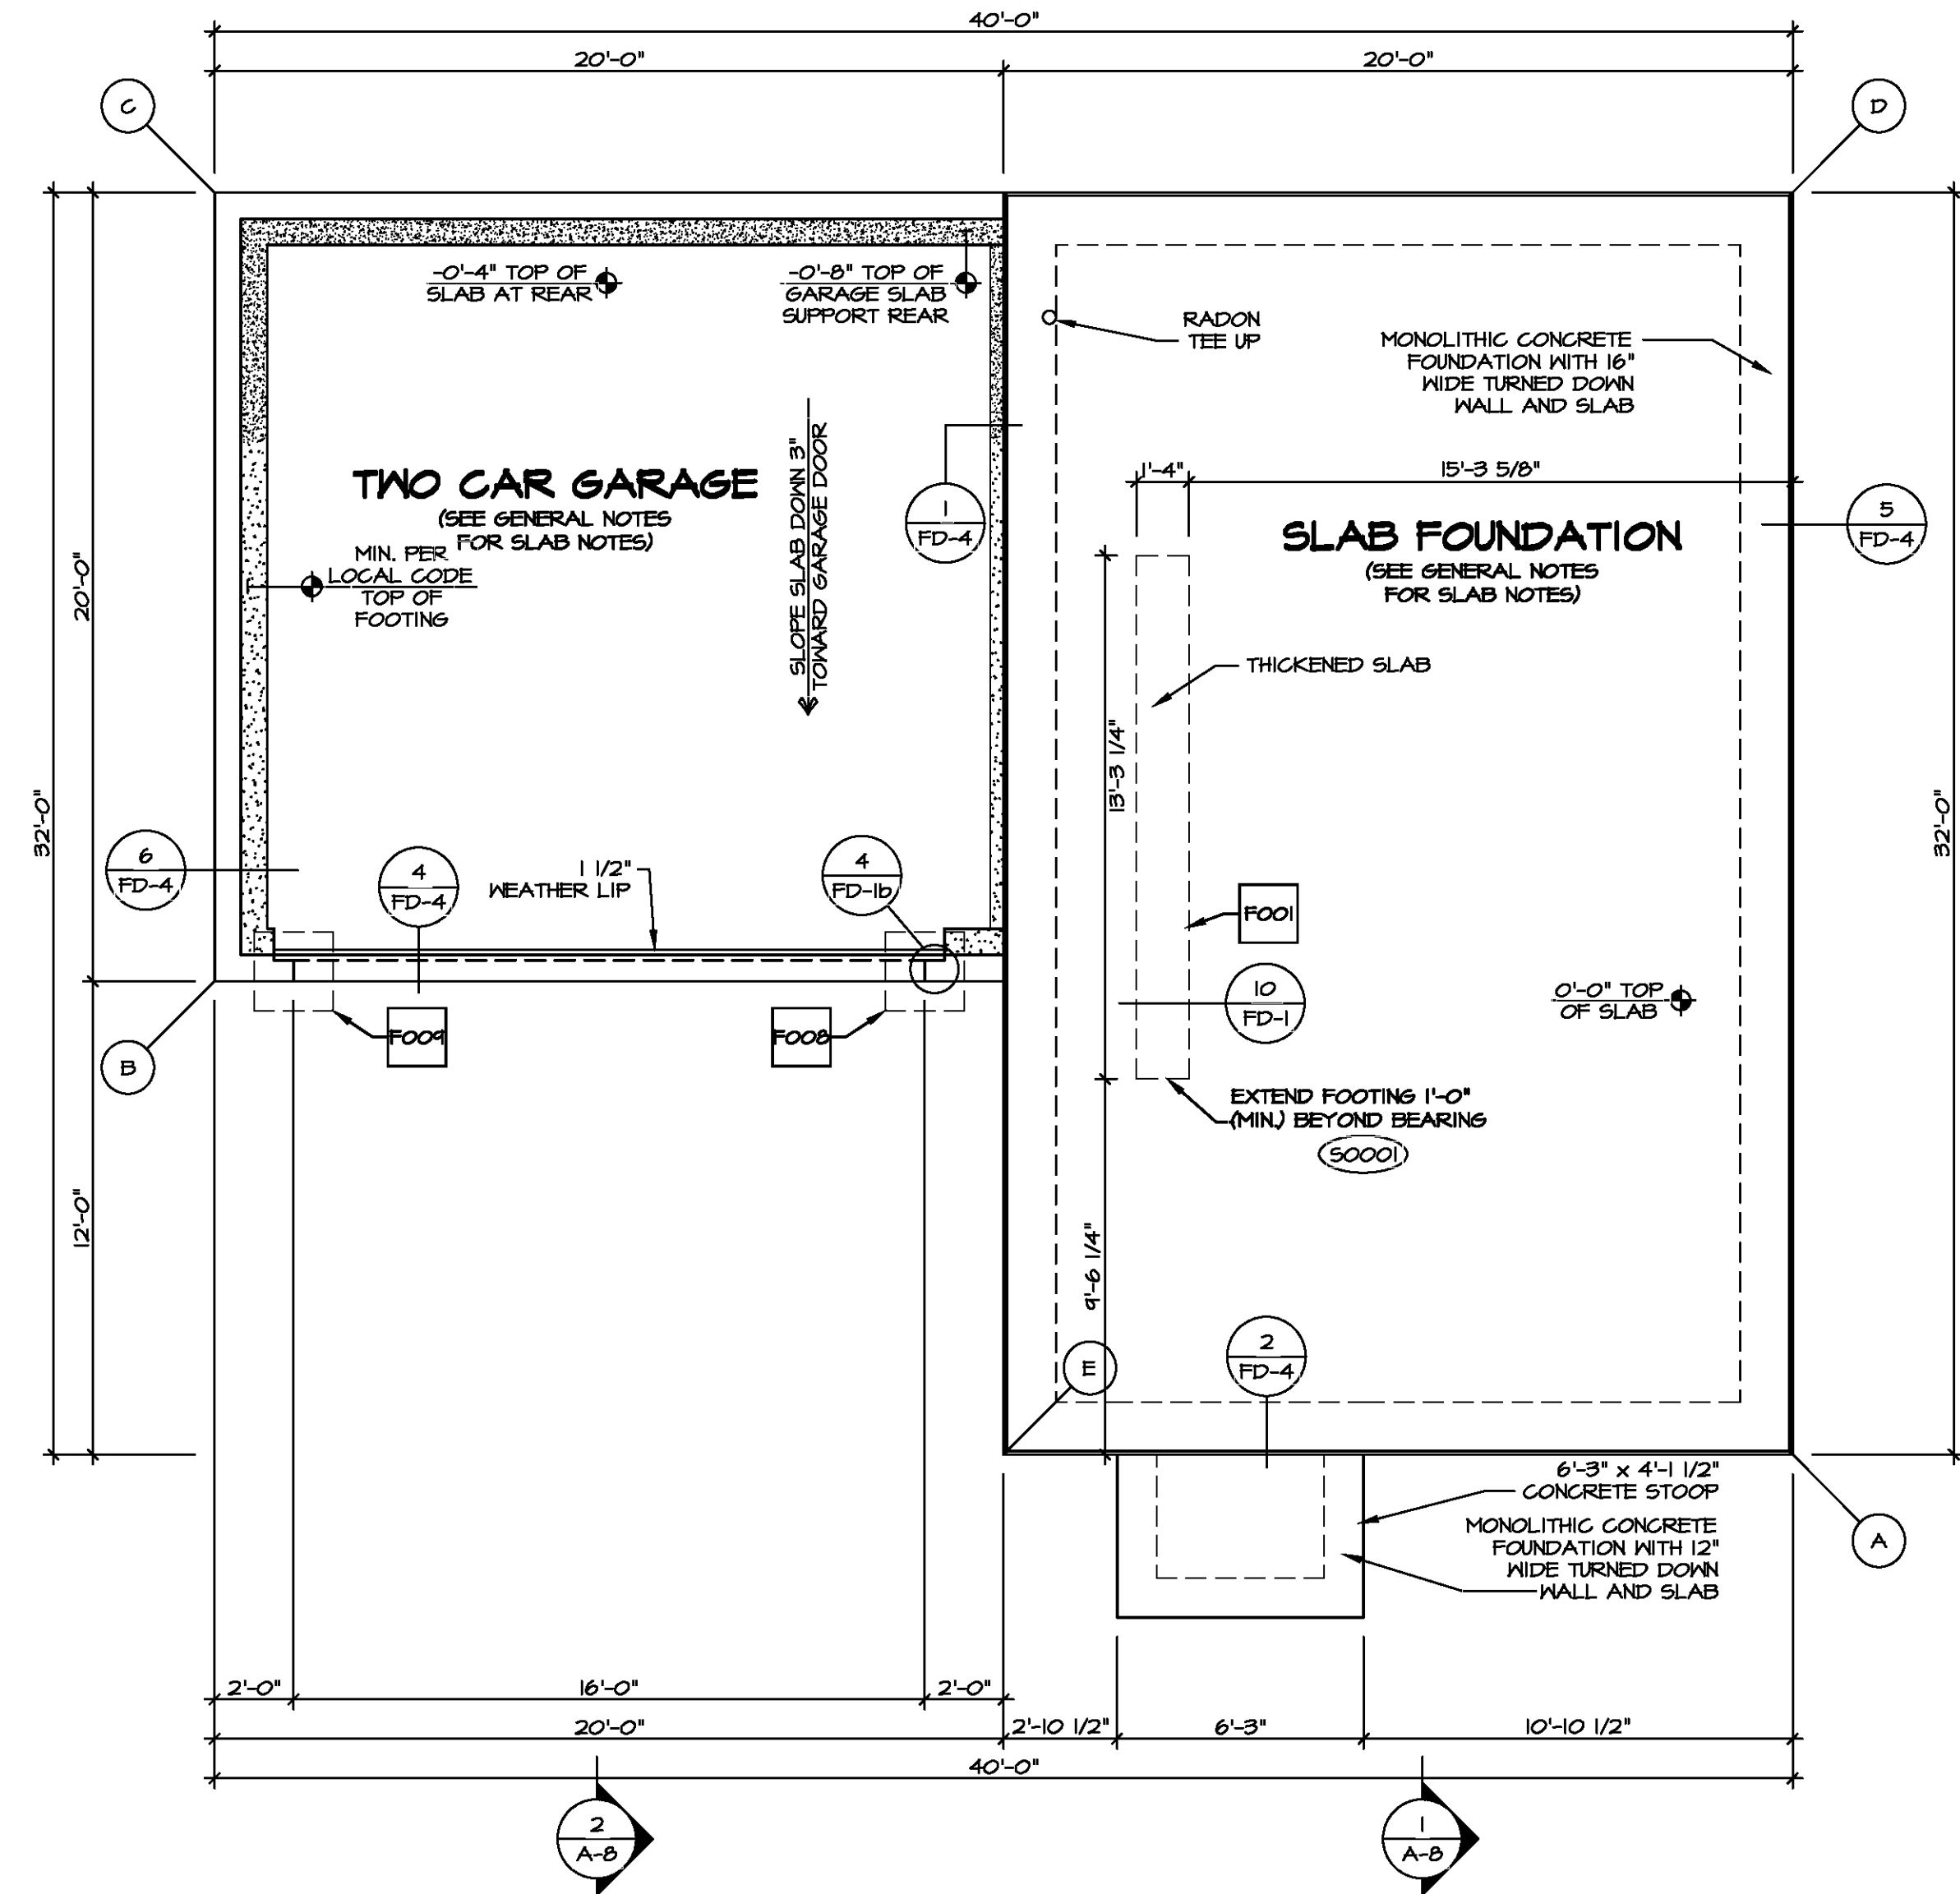 40'-0"
20'-0"
20'-0"
C
D
-0'-4" TOP OF
SLAB AT REAR
-0'-8" TOP OF
GARAGE SLAB
SUPPORT REAR
RADON
TEE UP
MONOLITHIC CONCRETE
FOUNDATION WITH 16"
WIDE TURNED DOWN
WALL AND SLAB
TWO CAR GARAGE
(SEE GENERAL NOTES
FOR SLAB NOTES)
MIN. PER
LOCAL CODE
TOP OF
FOOTING
SLOPE SLAB DOWN 3"
TOWARD GARAGE DOOR
1
FD-4
1'-4"
15'-3 5/8"
SLAB FOUNDATION
(SEE GENERAL NOTES
FOR SLAB NOTES)
5
FD-4
20'-0"
32'-0"
THICKENED SLAB
13'-3 1/4"
32'-0"
6
FD-4
4
FD-4
1 1/2"
WEATHER LIP
4
FD-1b
F001
10
FD-1
0'-0" TOP
OF SLAB
F009
F008
B
EXTEND FOOTING 1'-0"
(MIN.) BEYOND BEARING
S0001
12'-0"
9'-6 1/4"
E
2
FD-4
6'-3" x 4'-1 1/2"
CONCRETE STOOP
MONOLITHIC CONCRETE
FOUNDATION WITH 12"
WIDE TURNED DOWN
WALL AND SLAB
A
2'-0"
16'-0"
2'-0"
20'-0"
2'-10 1/2"
6'-3"
10'-10 1/2"
40'-0"
2
A-8
1
A-8